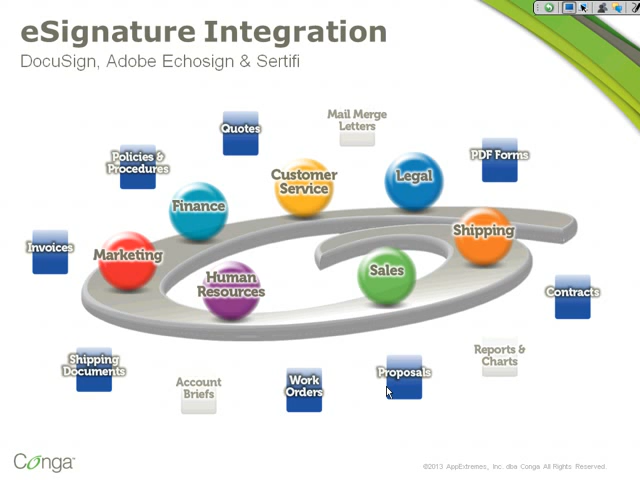 eSignature Integration
DocuSign, Adobe Echosign & Sertifi
Mail Merge
Letters
Quotes
Policies &
Procedures
PDF Forms
Customer
Service
Legal
Finance
Shipping
Invoices
Marketing
Human
Resources
Sales
Contracts
Shipping
Documents
Account
Briefs
Work
Orders
Proposals
Reports &
Charts
Conga™
©2013 AppExtremes, Inc. dba Conga. All Rights Reserved.